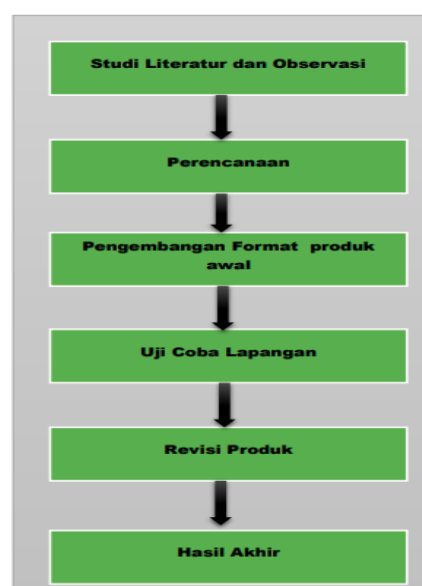 Studi Literatur dan Observasi
Perencanaan
Pengembangan Format produk
awal
Uji Coba Lapangan
Revisi Produk
Hasil Akhir